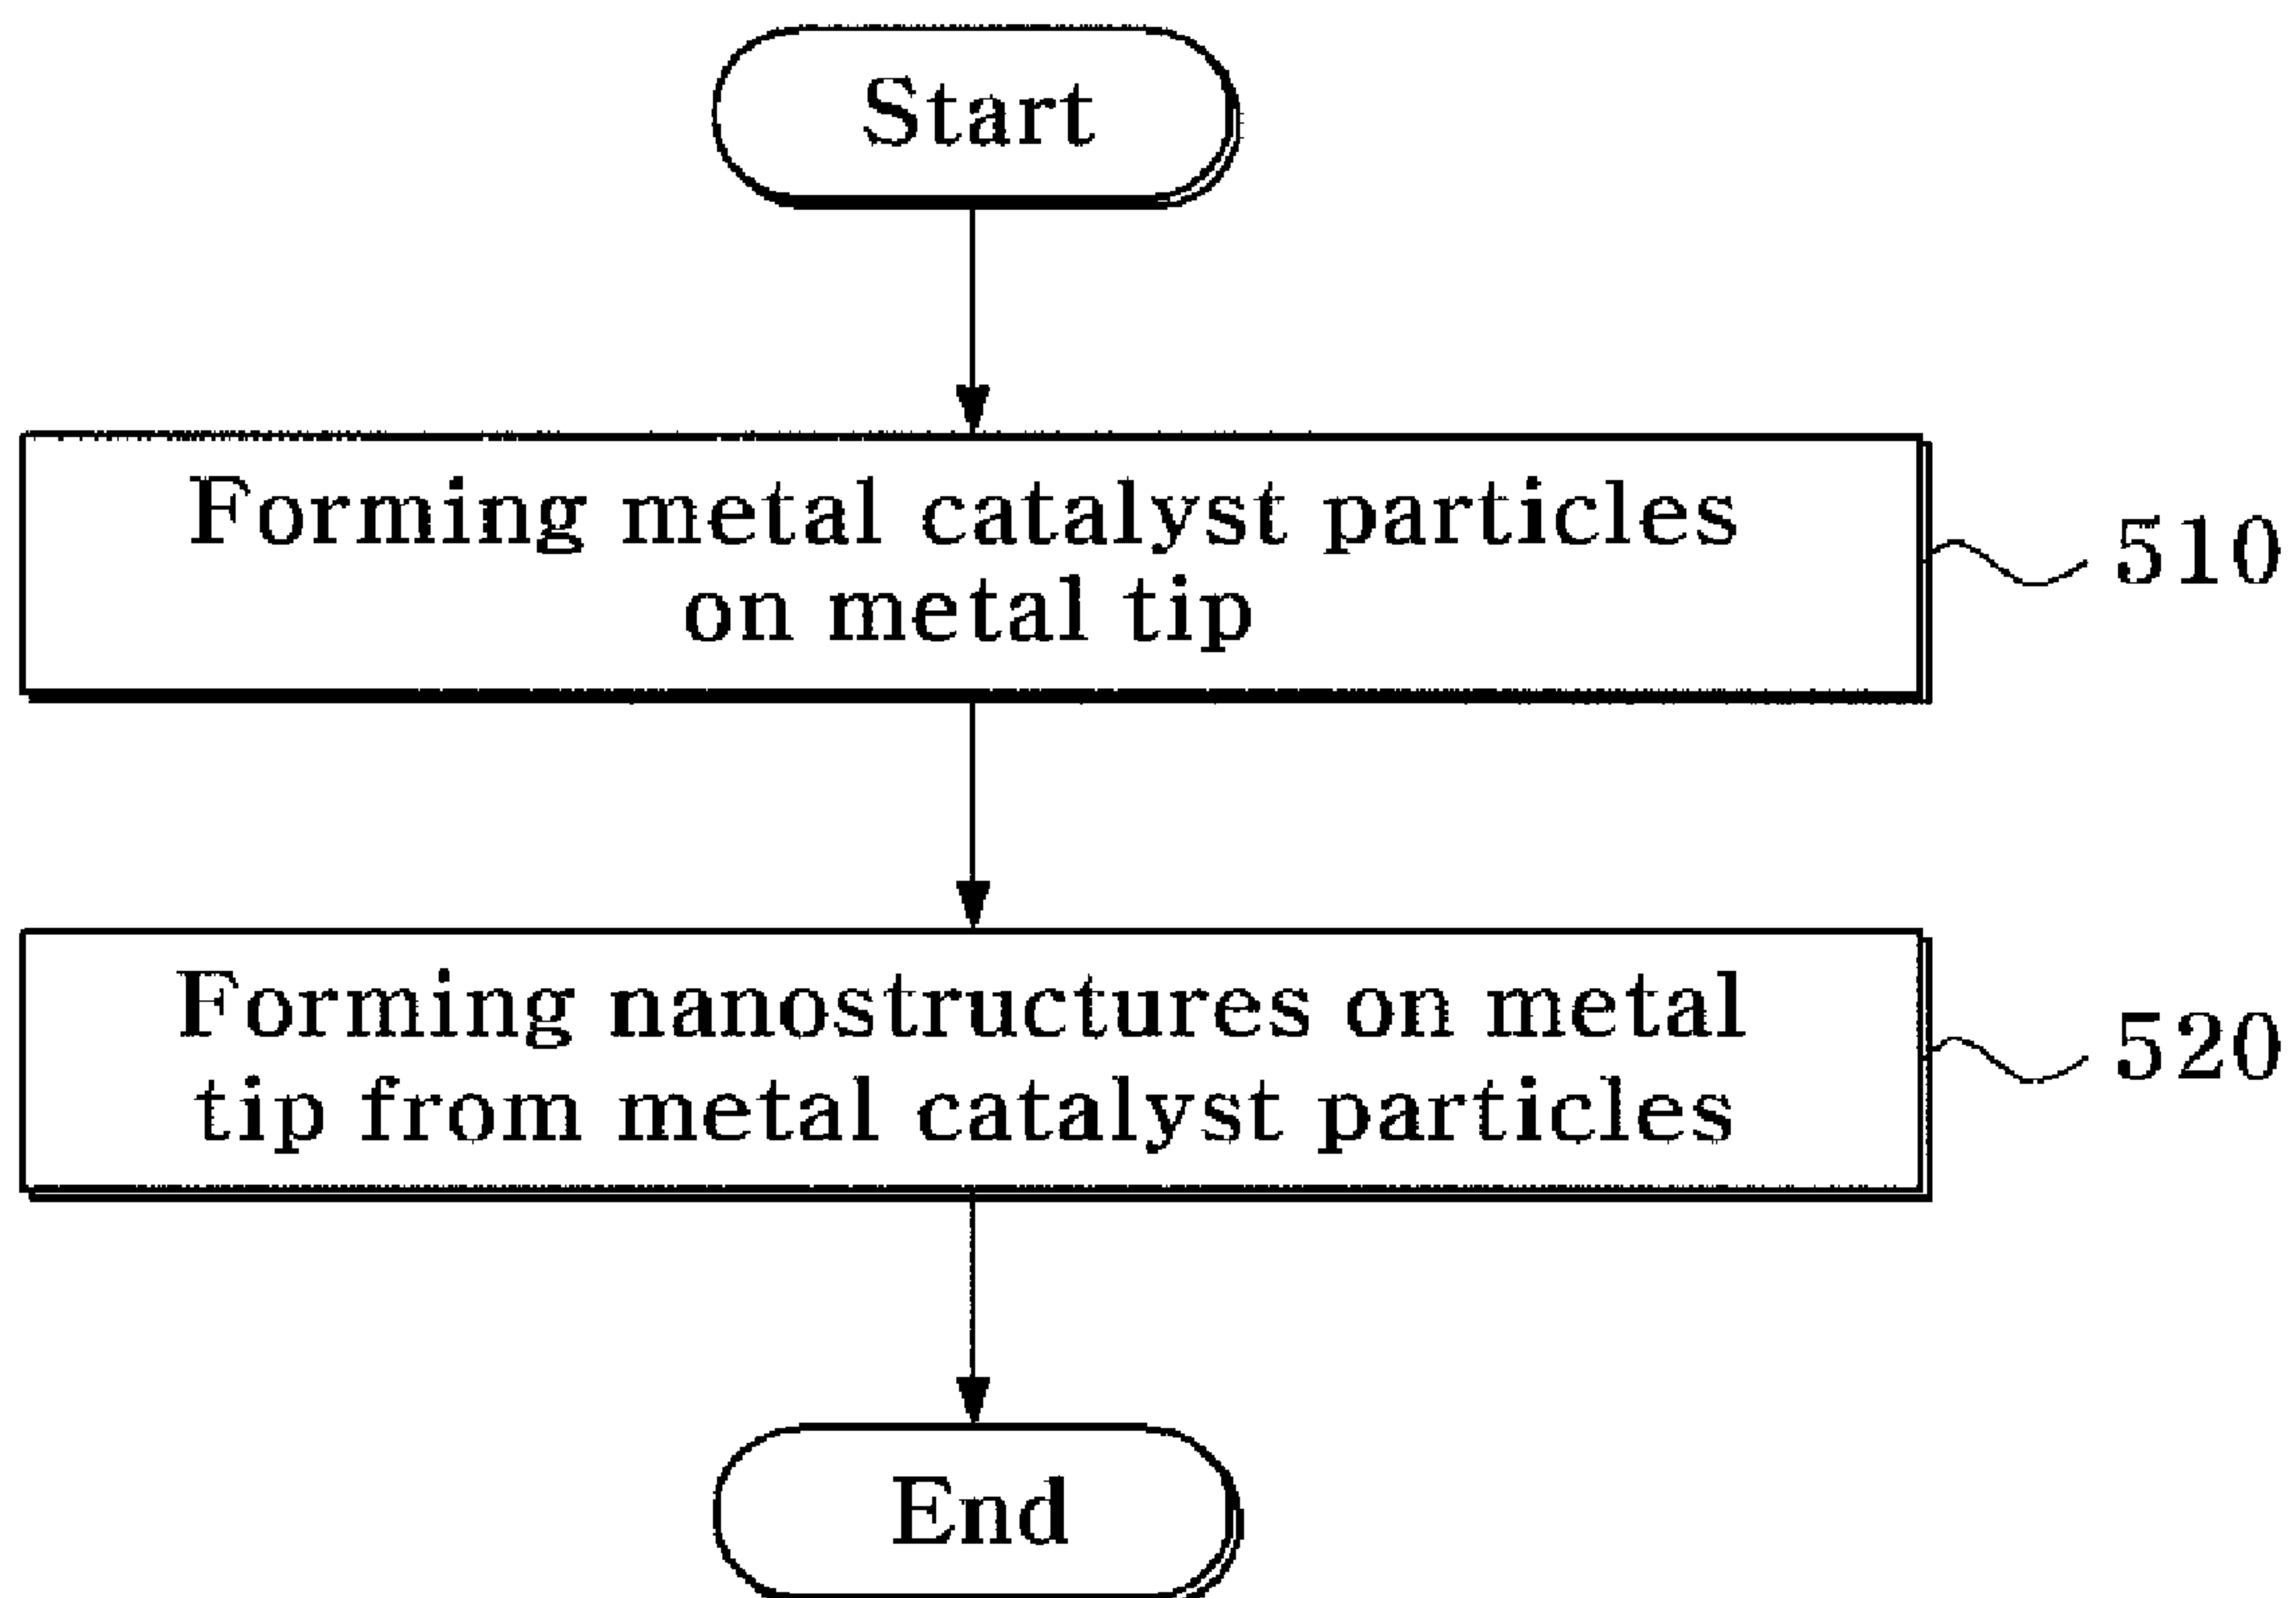 Start
Forming metal catalyst particles
on metal tip
510
Forming nanostructures on metal
tip from metal catalyst particles
520
End